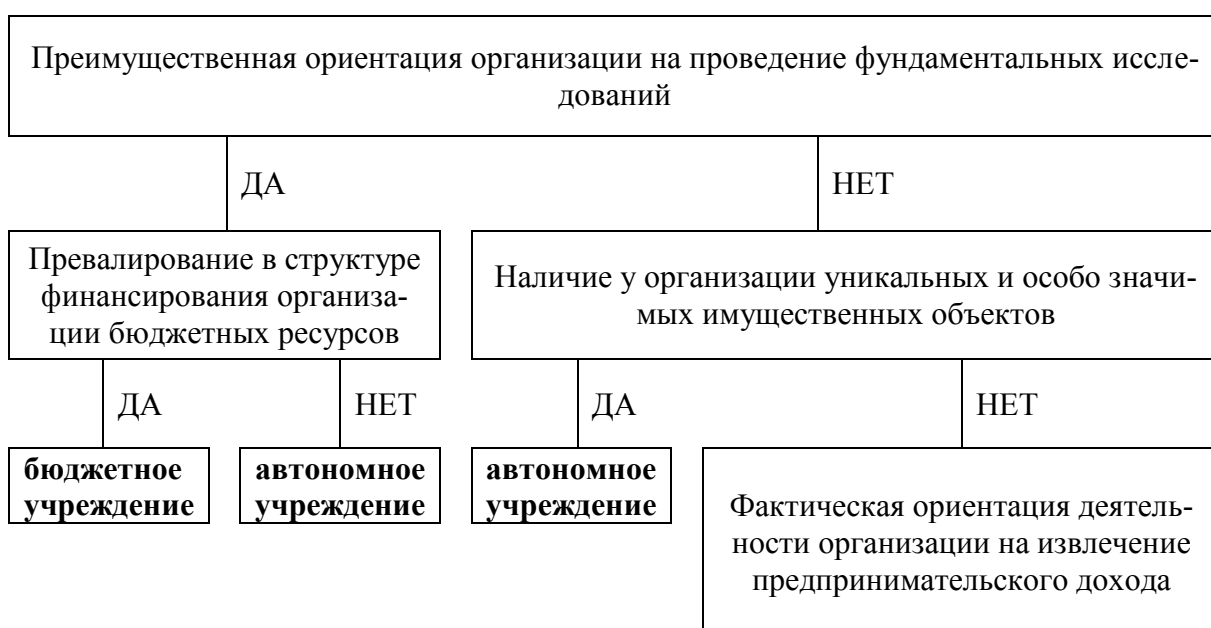 Преимущественная ориентация организации на проведение фундаментальных иссле-
дований
ДА
НЕТ
Превалирование в структуре
финансирования организа-
ции бюджетных ресурсов
Наличие у организации уникальных и особо значи-
мых имущественных объектов
ДА
НЕТ
ДА
НЕТ
бюджетное
учреждение
автономное
учреждение
автономное
учреждение
Фактическая ориентация деятель-
ности организации на извлечение
предпринимательского дохода